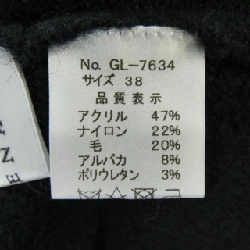 No. GL-7634
サイズ 38
品質表示
アクリル 47%
ナイロン 22%
毛 20%
アルパカ 8%
ポリウレタン 3%
Z
E